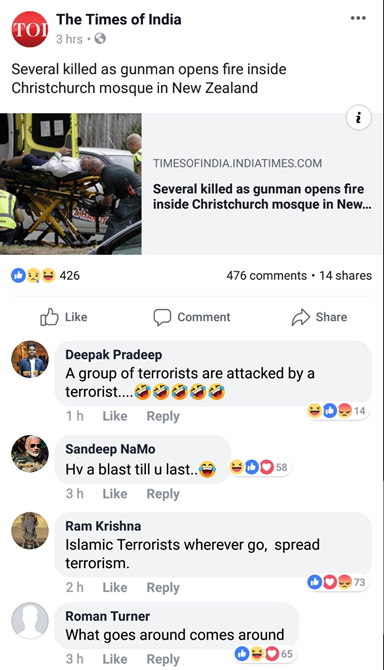 TOI
The Times of India
3 hrs
Several killed as gunman opens fire inside
Christchurch mosque in New Zealand
i
TIMESOFINDIA.INDIATIMES.COM
Several killed as gunman opens fire
inside Christchurch mosque in New...
426
476 comments • 14 shares
Like Comment Share
Deepak Pradeep
A group of terrorists are attacked by a
terrorist....🤣🤣🤣🤣🤣
1 h Like Reply
14
Sandeep NaMo
Hv a blast till u last..😂
58
3 h Like Reply
Ram Krishna
Islamic Terrorists wherever go, spread
terrorism.
2 h Like Reply
73
Roman Turner
What goes around comes around
3 h Like Reply
65